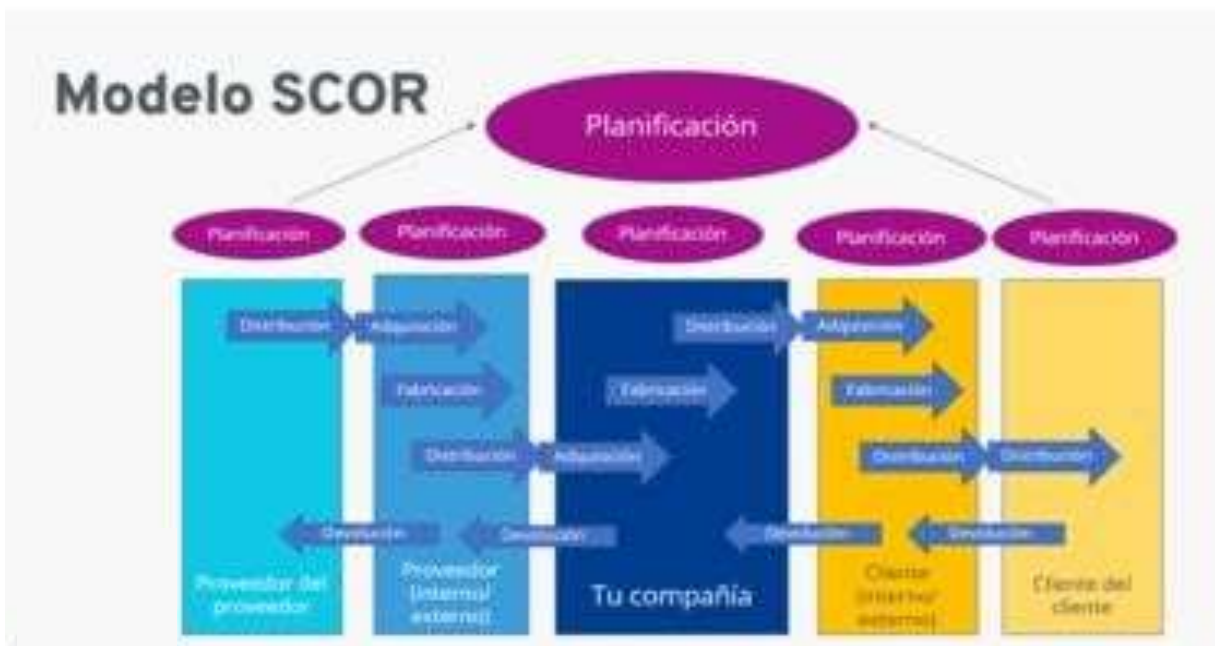 Modelo SCOR
Planificación
Planificación
Planificación
Planificación
Planificación
Planificación
Distribución
Adquisición
Distribución
Adquisición
Fabricación
Fabricación
Fabricación
Distribución
Adquisición
Distribución
Distribución
Devolución
Devolución
Devolución
Devolución
Proveedor del
proveedor
Proveedor
(interno/
externo)
Tu compañía
Cliente
(interno/
externo)
Cliente del
cliente